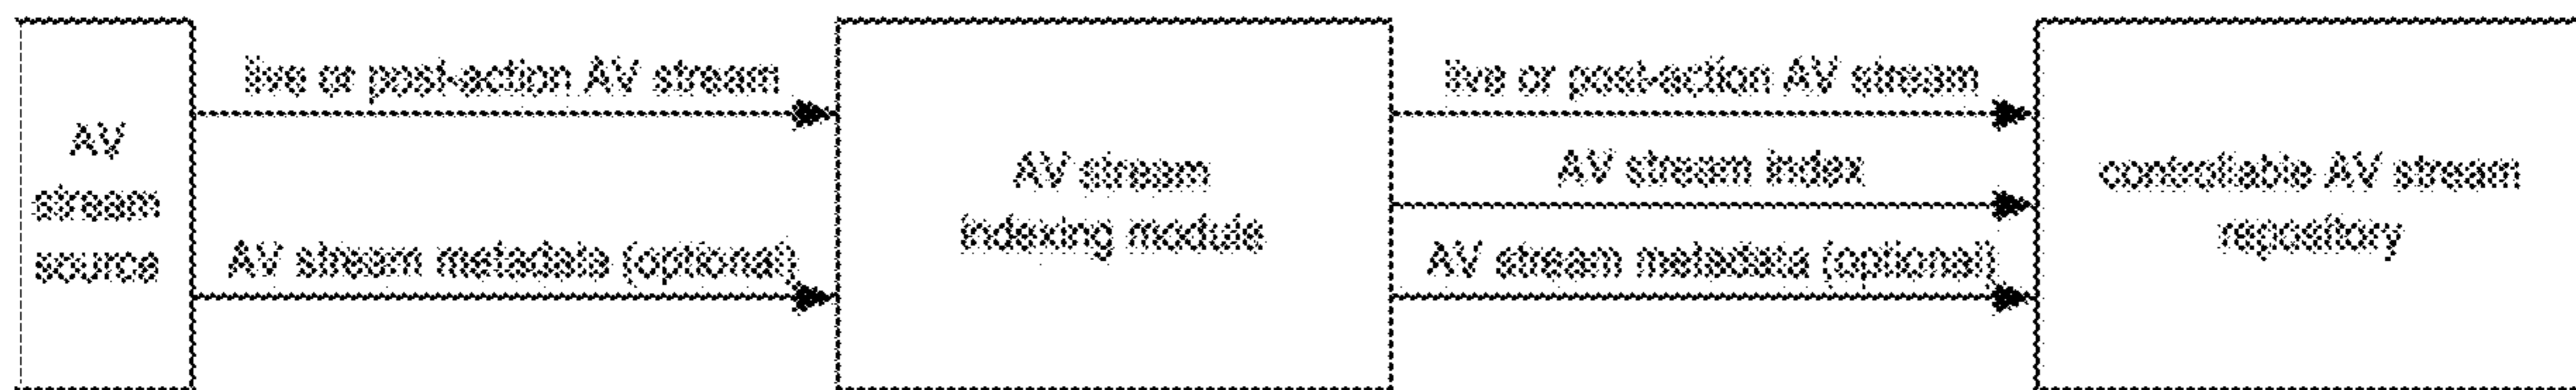 AV
stream
source
live or post-action AV stream
AV stream metadata (optional)
AV stream
indexing module
live or post-action AV stream
AV stream index
AV stream metadata (optional)
controllable AV stream
repository